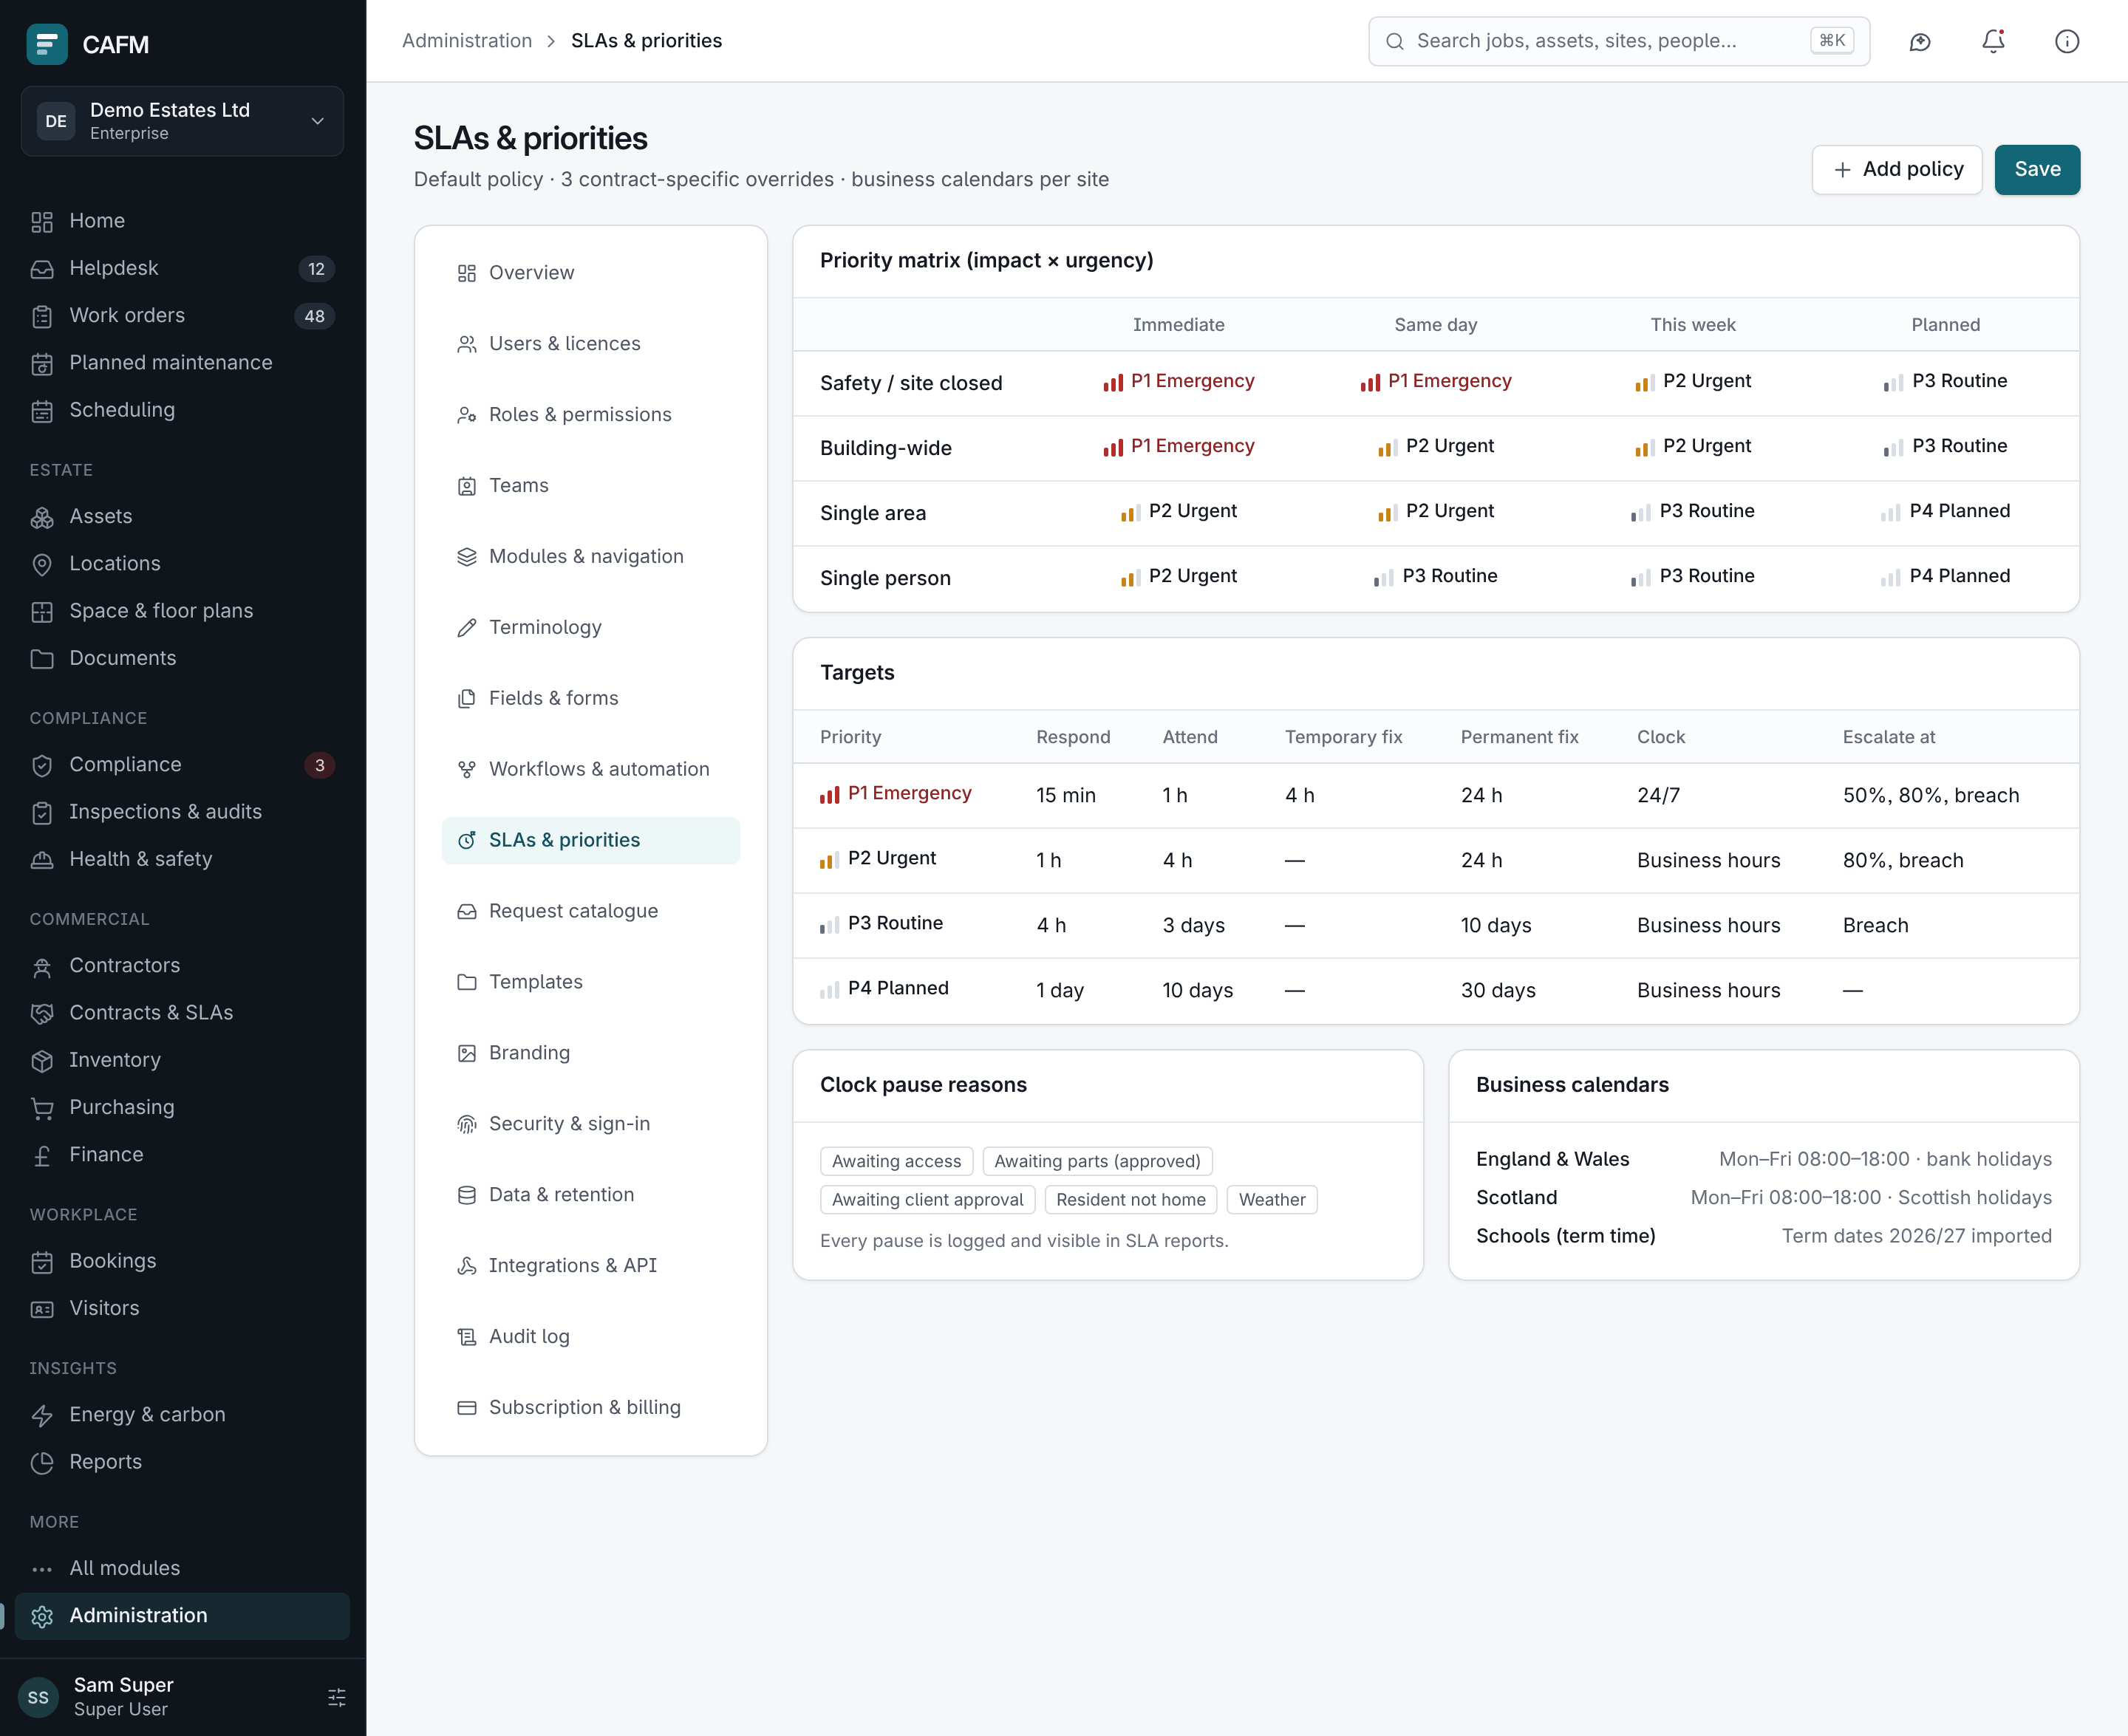 CAFM
DE
Demo Estates Ltd
Enterprise
Home
Helpdesk 12
Work orders 48
Planned maintenance
Scheduling
ESTATE
Assets
Locations
Space & floor plans
Documents
COMPLIANCE
Compliance 3
Inspections & audits
Health & safety
COMMERCIAL
Contractors
Contracts & SLAs
Inventory
Purchasing
Finance
WORKPLACE
Bookings
Visitors
INSIGHTS
Energy & carbon
Reports
MORE
All modules
Administration
SS
Sam Super
Super User
Administration > SLAs & priorities
Search jobs, assets, sites, people... ⌘K
SLAs & priorities
Default policy · 3 contract-specific overrides · business calendars per site
Add policy
Save
Overview
Users & licences
Roles & permissions
Teams
Modules & navigation
Terminology
Fields & forms
Workflows & automation
SLAs & priorities
Request catalogue
Templates
Branding
Security & sign-in
Data & retention
Integrations & API
Audit log
Subscription & billing
Priority matrix (impact × urgency)
Immediate Same day This week Planned
Safety / site closed P1 Emergency P1 Emergency P2 Urgent P3 Routine
Building-wide P1 Emergency P2 Urgent P2 Urgent P3 Routine
Single area P2 Urgent P2 Urgent P3 Routine P4 Planned
Single person P2 Urgent P3 Routine P3 Routine P4 Planned
Targets
Priority Respond Attend Temporary fix Permanent fix Clock Escalate at
P1 Emergency 15 min 1 h 4 h 24 h 24/7 50%, 80%, breach
P2 Urgent 1 h 4 h — 24 h Business hours 80%, breach
P3 Routine 4 h 3 days — 10 days Business hours Breach
P4 Planned 1 day 10 days — 30 days Business hours —
Clock pause reasons
Awaiting access Awaiting parts (approved)
Awaiting client approval Resident not home Weather
Every pause is logged and visible in SLA reports.
Business calendars
England & Wales Mon–Fri 08:00–18:00 · bank holidays
Scotland Mon–Fri 08:00–18:00 · Scottish holidays
Schools (term time) Term dates 2026/27 imported